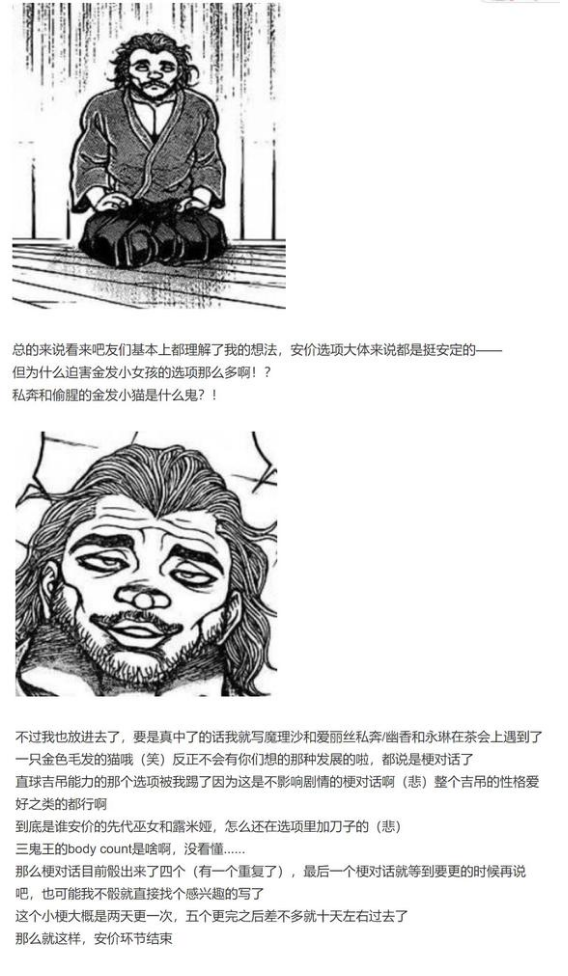 总的来说看来吧友们基本上都理解了我的想法，安价选项大体来说都是挺安定的——
但为什么迫害金发小女孩的选项那么多啊！？
私奔和偷腥的金发小猫是什么鬼？！
不过我也放进去了，要是真中了的话我就写魔理沙和爱丽丝私奔/幽香和永琳在茶会上遇到了
一只金色毛发的猫哦（笑）反正不会有你们想的那种发展的啦，都说是梗对话了
直球吉吊能力的那个选项被我踢了因为这是不影响剧情的梗对话啊（悲）整个吉吊的性格爱
好之类的都行啊
到底是谁安价的先代巫女和露米娅，怎么还在选项里加刀子的（悲）
三鬼王的body count是啥啊，没看懂......
那么梗对话目前骰出来了四个（有一个重复了），最后一个梗对话就等到要更的时候再说
吧，也可能我不骰就直接找个感兴趣的写了
这个小梗大概是两天更一次，五个更完之后差不多就十天左右过去了
那么就这样，安价环节结束